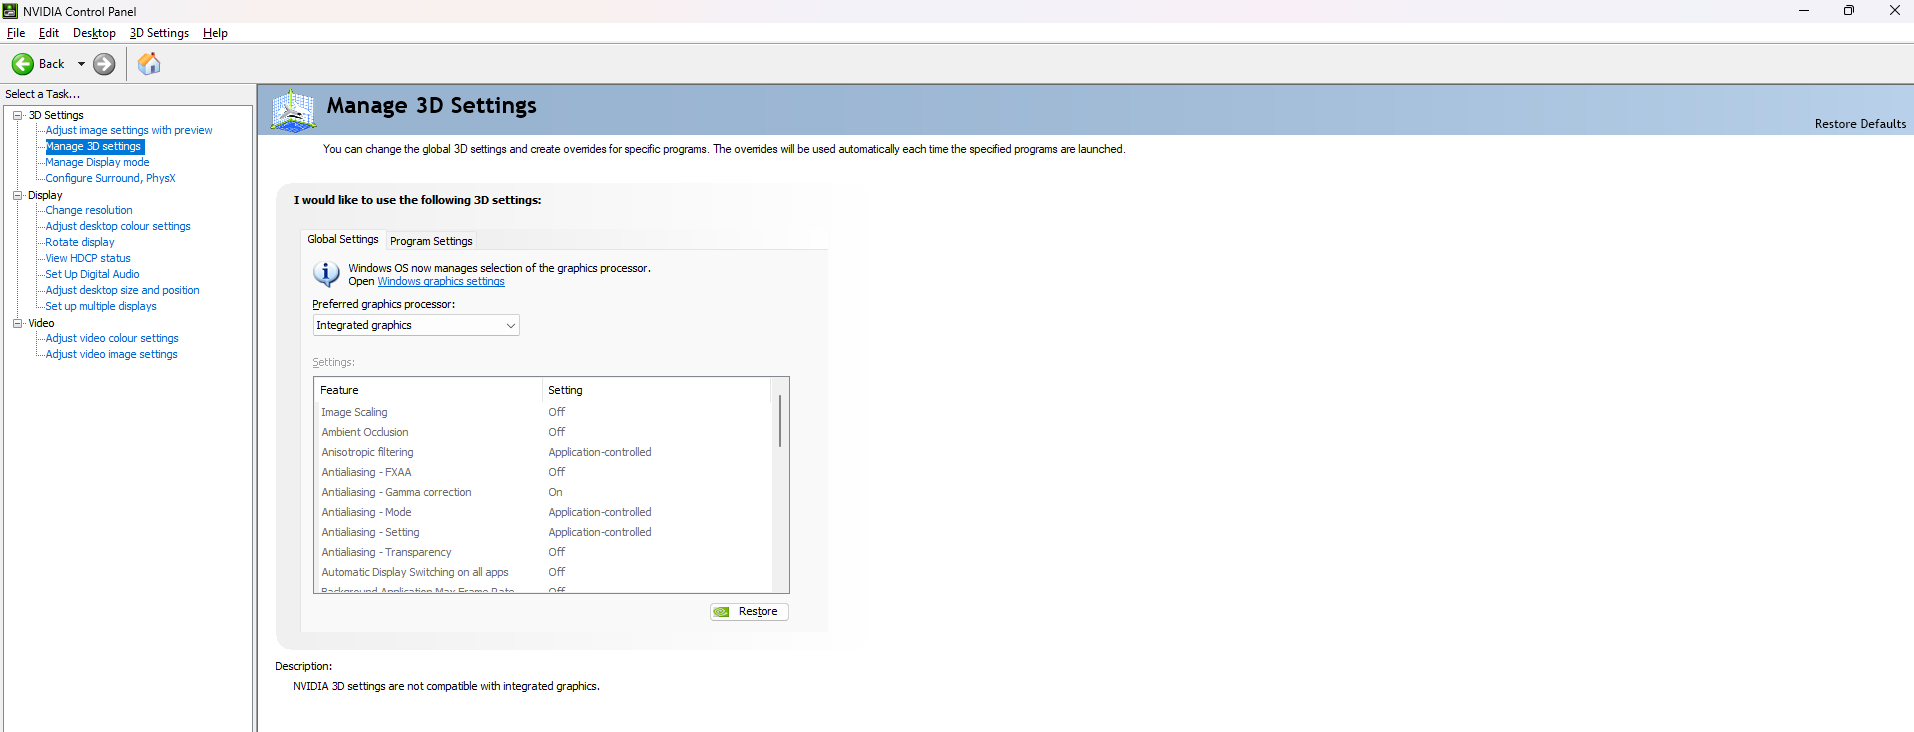 NVIDIA Control Panel
File Edit Desktop 3D Settings Help
Back
Select a Task...
3D Settings
Adjust image settings with preview
Manage 3D settings
Manage Display mode
Configure Surround, PhysX
Display
Change resolution
Adjust desktop colour settings
Rotate display
View HDCP status
Set Up Digital Audio
Adjust desktop size and position
Set up multiple displays
Video
Adjust video colour settings
Adjust video image settings
Manage 3D Settings
Restore Defaults
You can change the global 3D settings and create overrides for specific programs. The overrides will be used automatically each time the specified programs are launched.
I would like to use the following 3D settings:
Global Settings Program Settings
Windows OS now manages selection of the graphics processor.
Open Windows graphics settings
Preferred graphics processor:
Integrated graphics
Settings:
Feature Setting
Image Scaling Off
Ambient Occlusion Off
Anisotropic filtering Application-controlled
Antialiasing - FXAA Off
Antialiasing - Gamma correction On
Antialiasing - Mode Application-controlled
Antialiasing - Setting Application-controlled
Antialiasing - Transparency Off
Automatic Display Switching on all apps Off
Background Application Max Frame Rate Off
Restore
Description:
NVIDIA 3D settings are not compatible with integrated graphics.